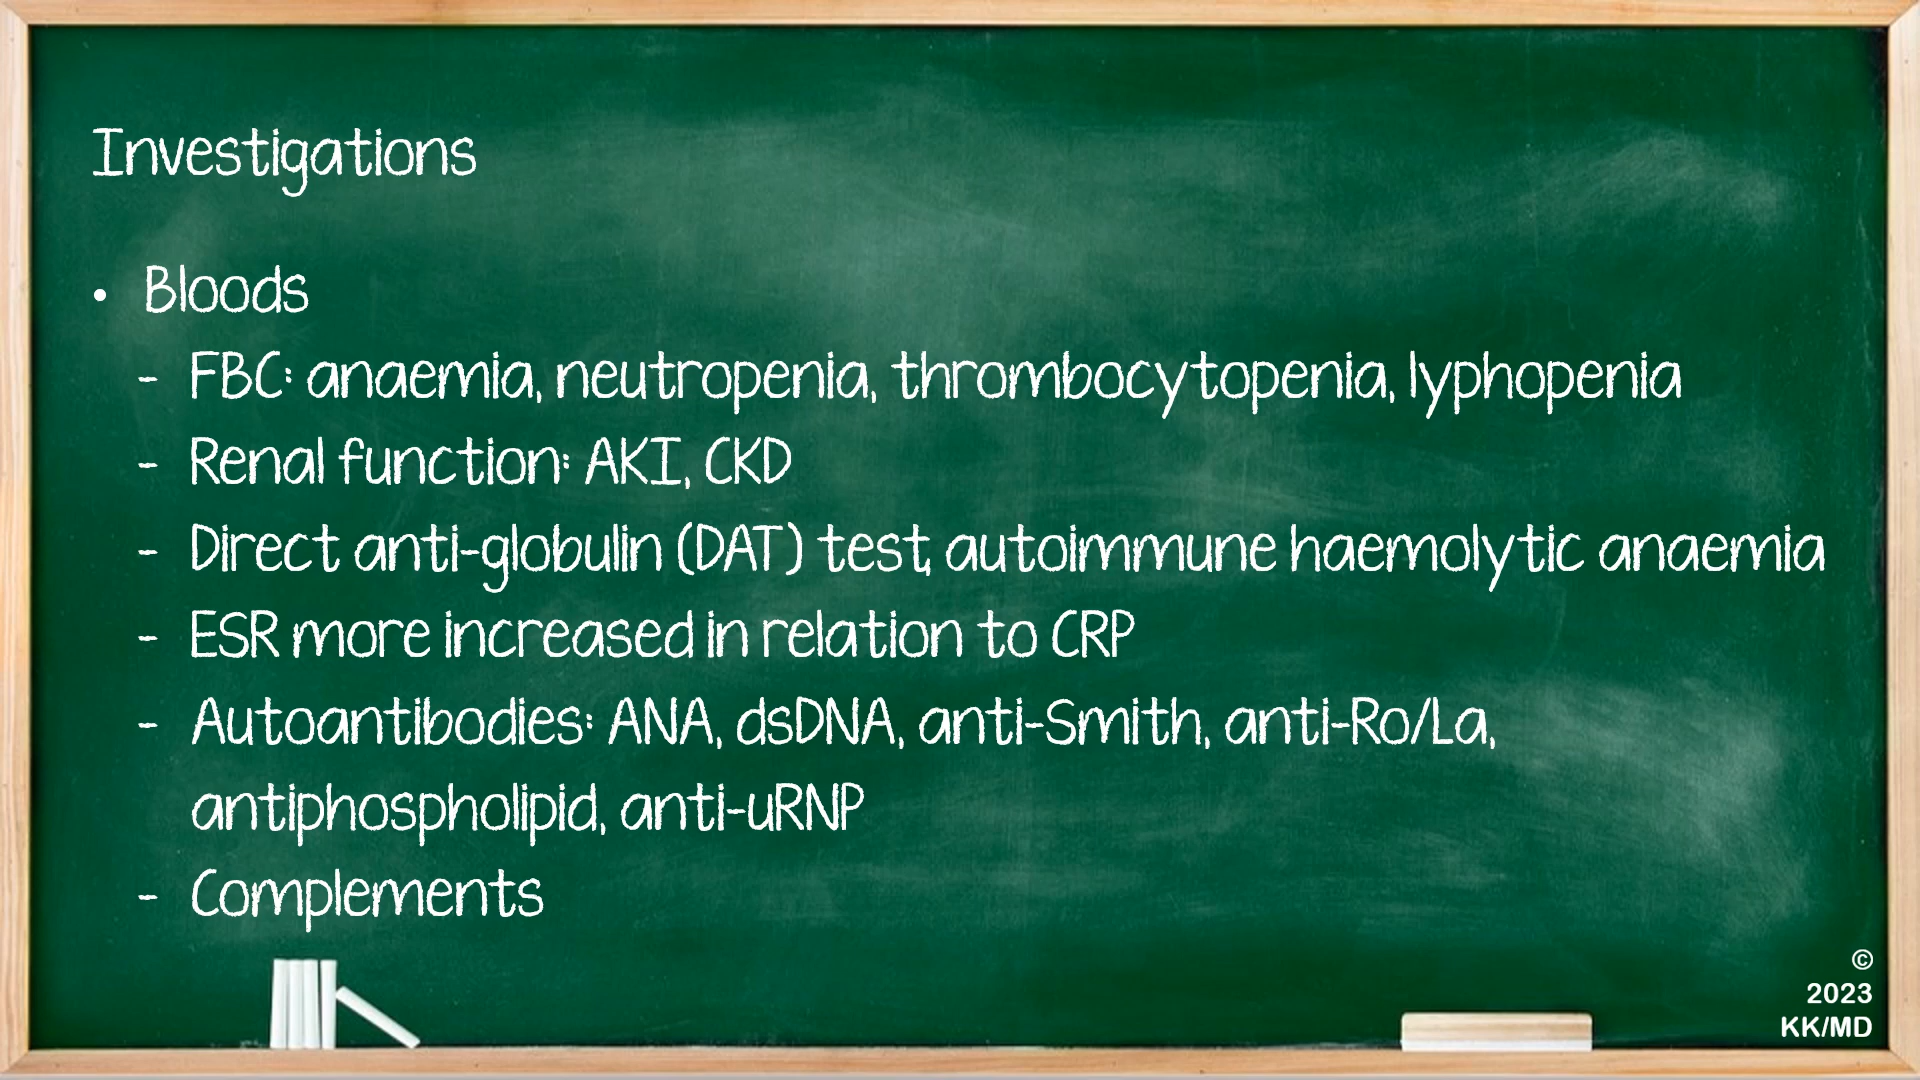 Investigations
• Bloods
- FBC: anaemia, neutropenia, thrombocytopenia, lyphopenia
- Renal function: AKI, CKD
- Direct anti-globulin (DAT) test, autoimmune haemolytic anaemia
- ESR more increased in relation to CRP
- Autoantibodies: ANA, dsDNA, anti-Smith, anti-Ro/La,
antiphospholipid, anti-uRNP
- Complements
©
2023
KK/MD